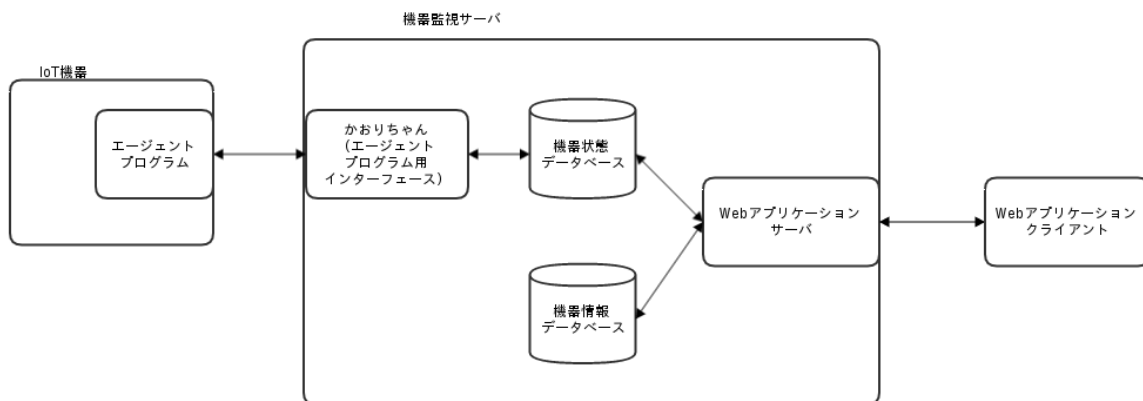 機器監視サーバ
IoT機器
エージェント
プログラム
かおりちゃん
(エージェント
プログラム用
インターフェース)
機器状態
データベース
機器情報
データベース
Webアプリケーション
サーバ
Webアプリケーション
クライアント